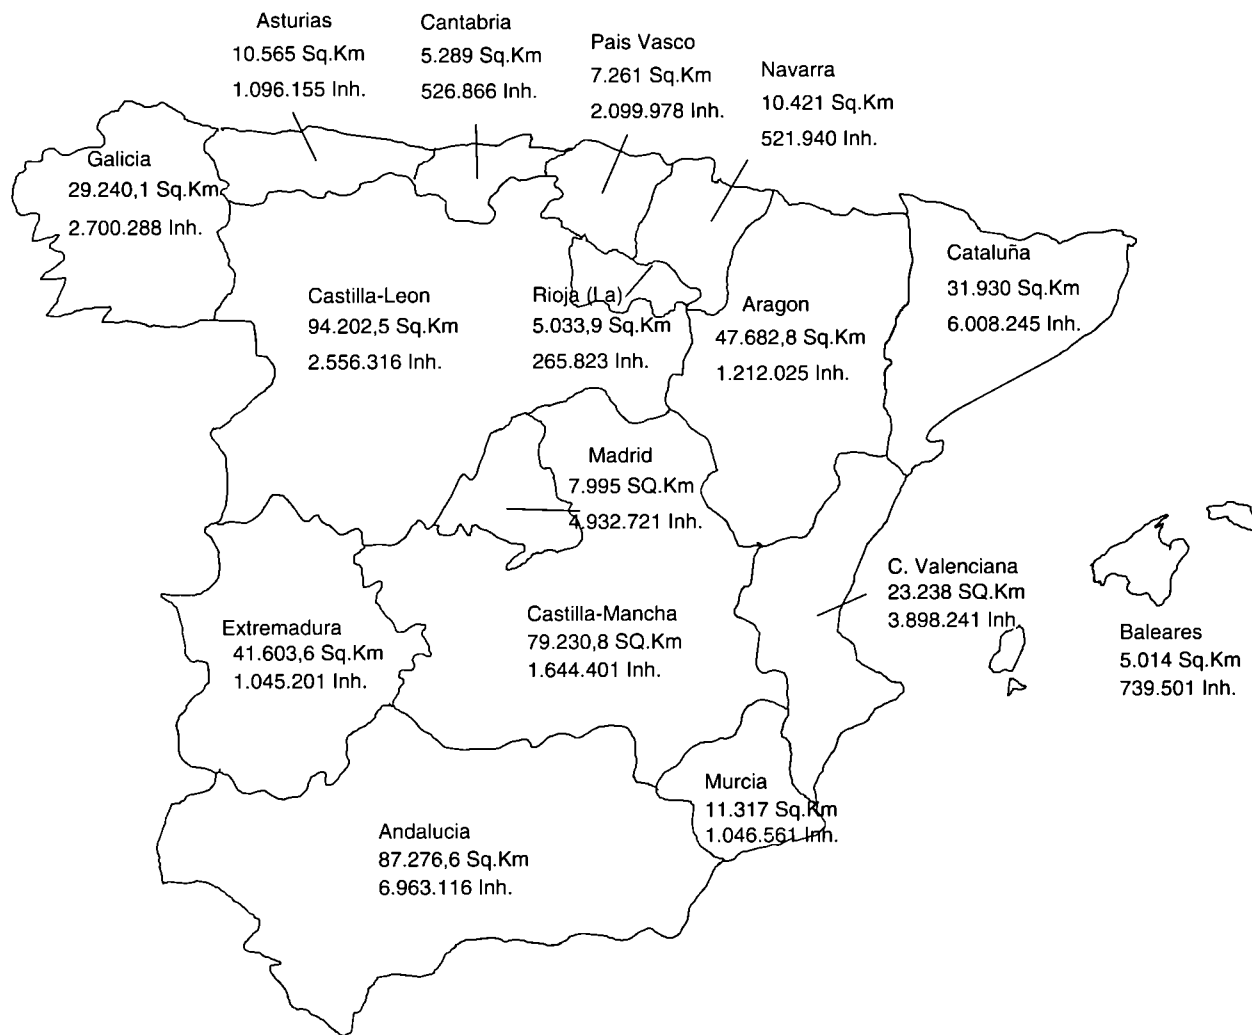 Asturias
10.565 Sq.Km
1.096.155 Inh.
Cantabria
5.289 Sq.Km
526.866 Inh.
Pais Vasco
7.261 Sq.Km
2.099.978 Inh.
Navarra
10.421 Sq.Km
521.940 Inh.
Galicia
29.240,1 Sq.Km
2.700.288 Inh.
Castilla-Leon
94.202,5 Sq.Km
2.556.316 Inh.
Rioja (La)
5.033,9 Sq.Km
265.823 Inh.
Aragon
47.682,8 Sq.Km
1.212.025 Inh.
Cataluña
31.930 Sq.Km
6.008.245 Inh.
Madrid
7.995 SQ.Km
4.932.721 Inh.
C. Valenciana
23.238 SQ.Km
3.898.241 Inh.
Extremadura
41.603,6 Sq.Km
1.045.201 Inh.
Castilla-Mancha
79.230,8 SQ.Km
1.644.401 Inh.
Baleares
5.014 Sq.Km
739.501 Inh.
Murcia
11.317 Sq.Km
1.046.561 Inh.
Andalucia
87.276,6 Sq.Km
6.963.116 Inh.